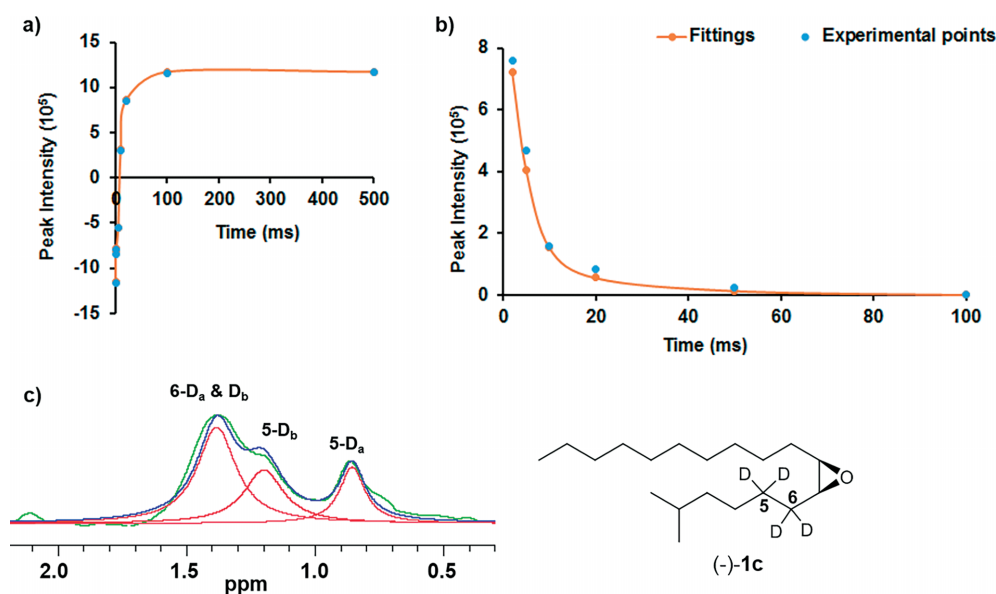 a)
Peak Intensity (10⁵)
15
10
5
0
-5
-10
-15
0 100 200 300 400 500
Time (ms)
b)
Fittings Experimental points
Peak Intensity (10⁵)
8
6
4
2
0
0 20 40 60 80 100
Time (ms)
c)
6-Dₐ & D_b
5-D_b
5-Dₐ
2.0 1.5 1.0 0.5
ppm
D D
O
5 6
D D
(-)-1c